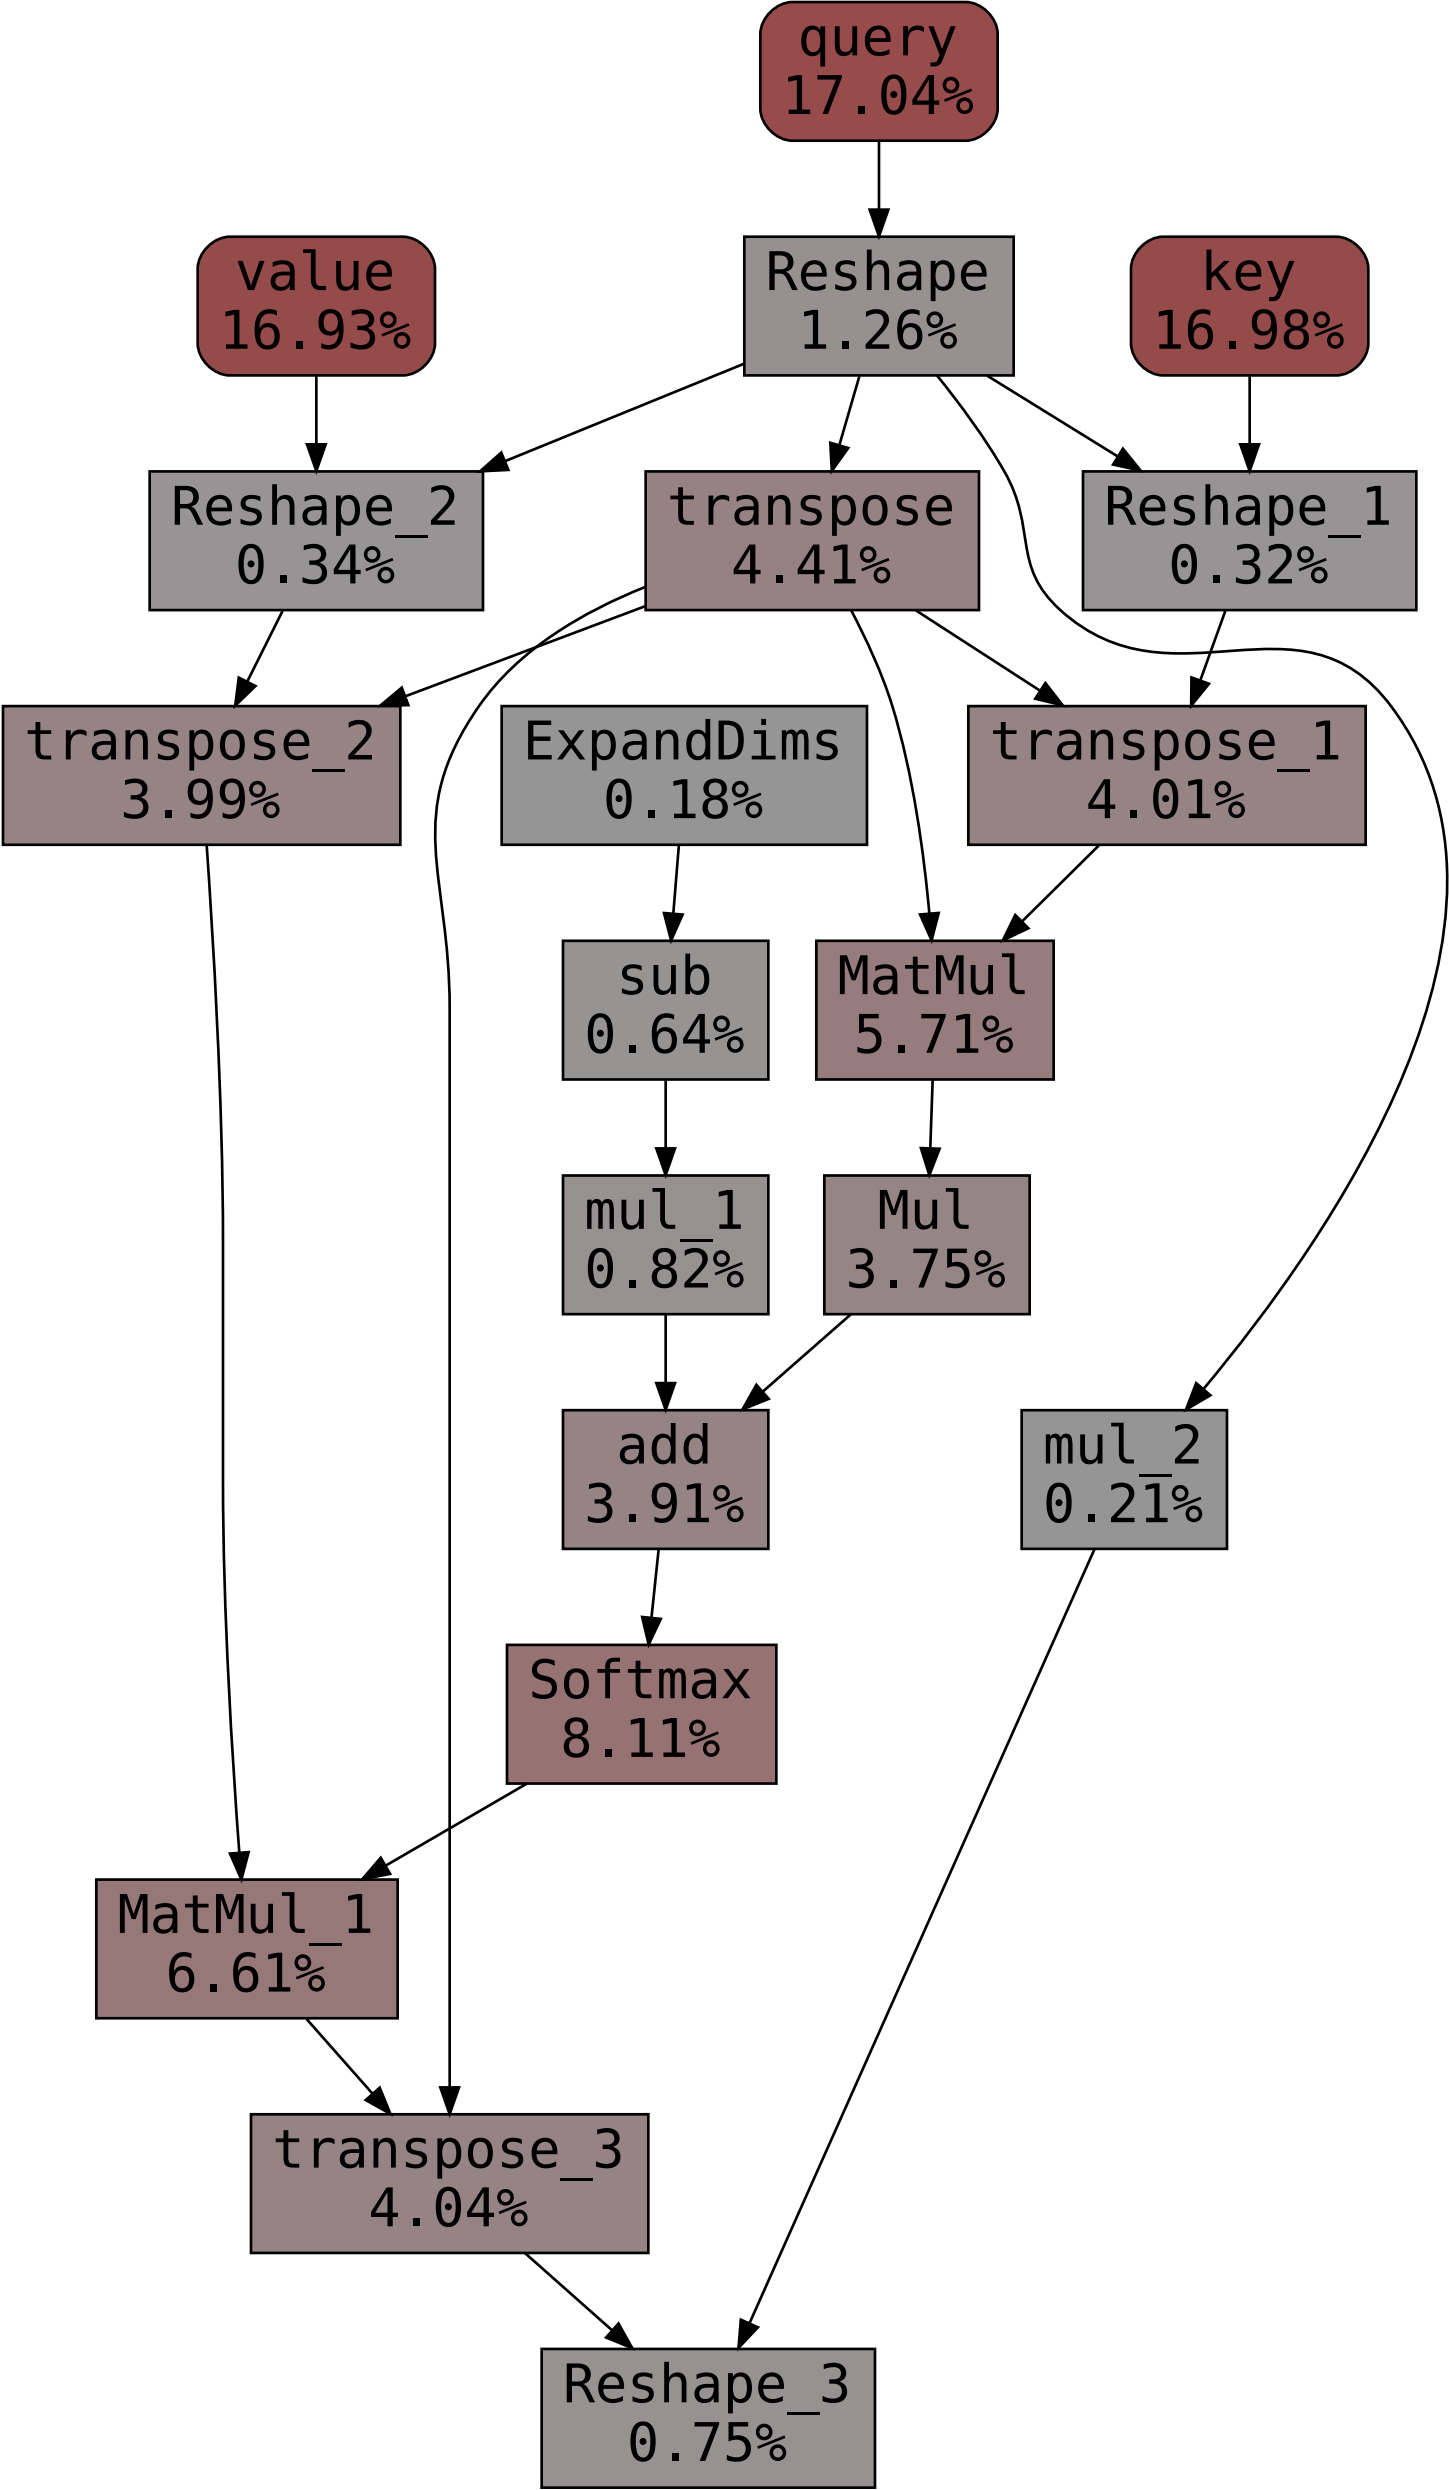 query
17.04%
value
16.93%
Reshape
1.26%
key
16.98%
Reshape_2
0.34%
transpose
4.41%
Reshape_1
0.32%
transpose_2
3.99%
ExpandDims
0.18%
transpose_1
4.01%
sub
0.64%
MatMul
5.71%
mul_1
0.82%
Mul
3.75%
add
3.91%
mul_2
0.21%
Softmax
8.11%
MatMul_1
6.61%
transpose_3
4.04%
Reshape_3
0.75%